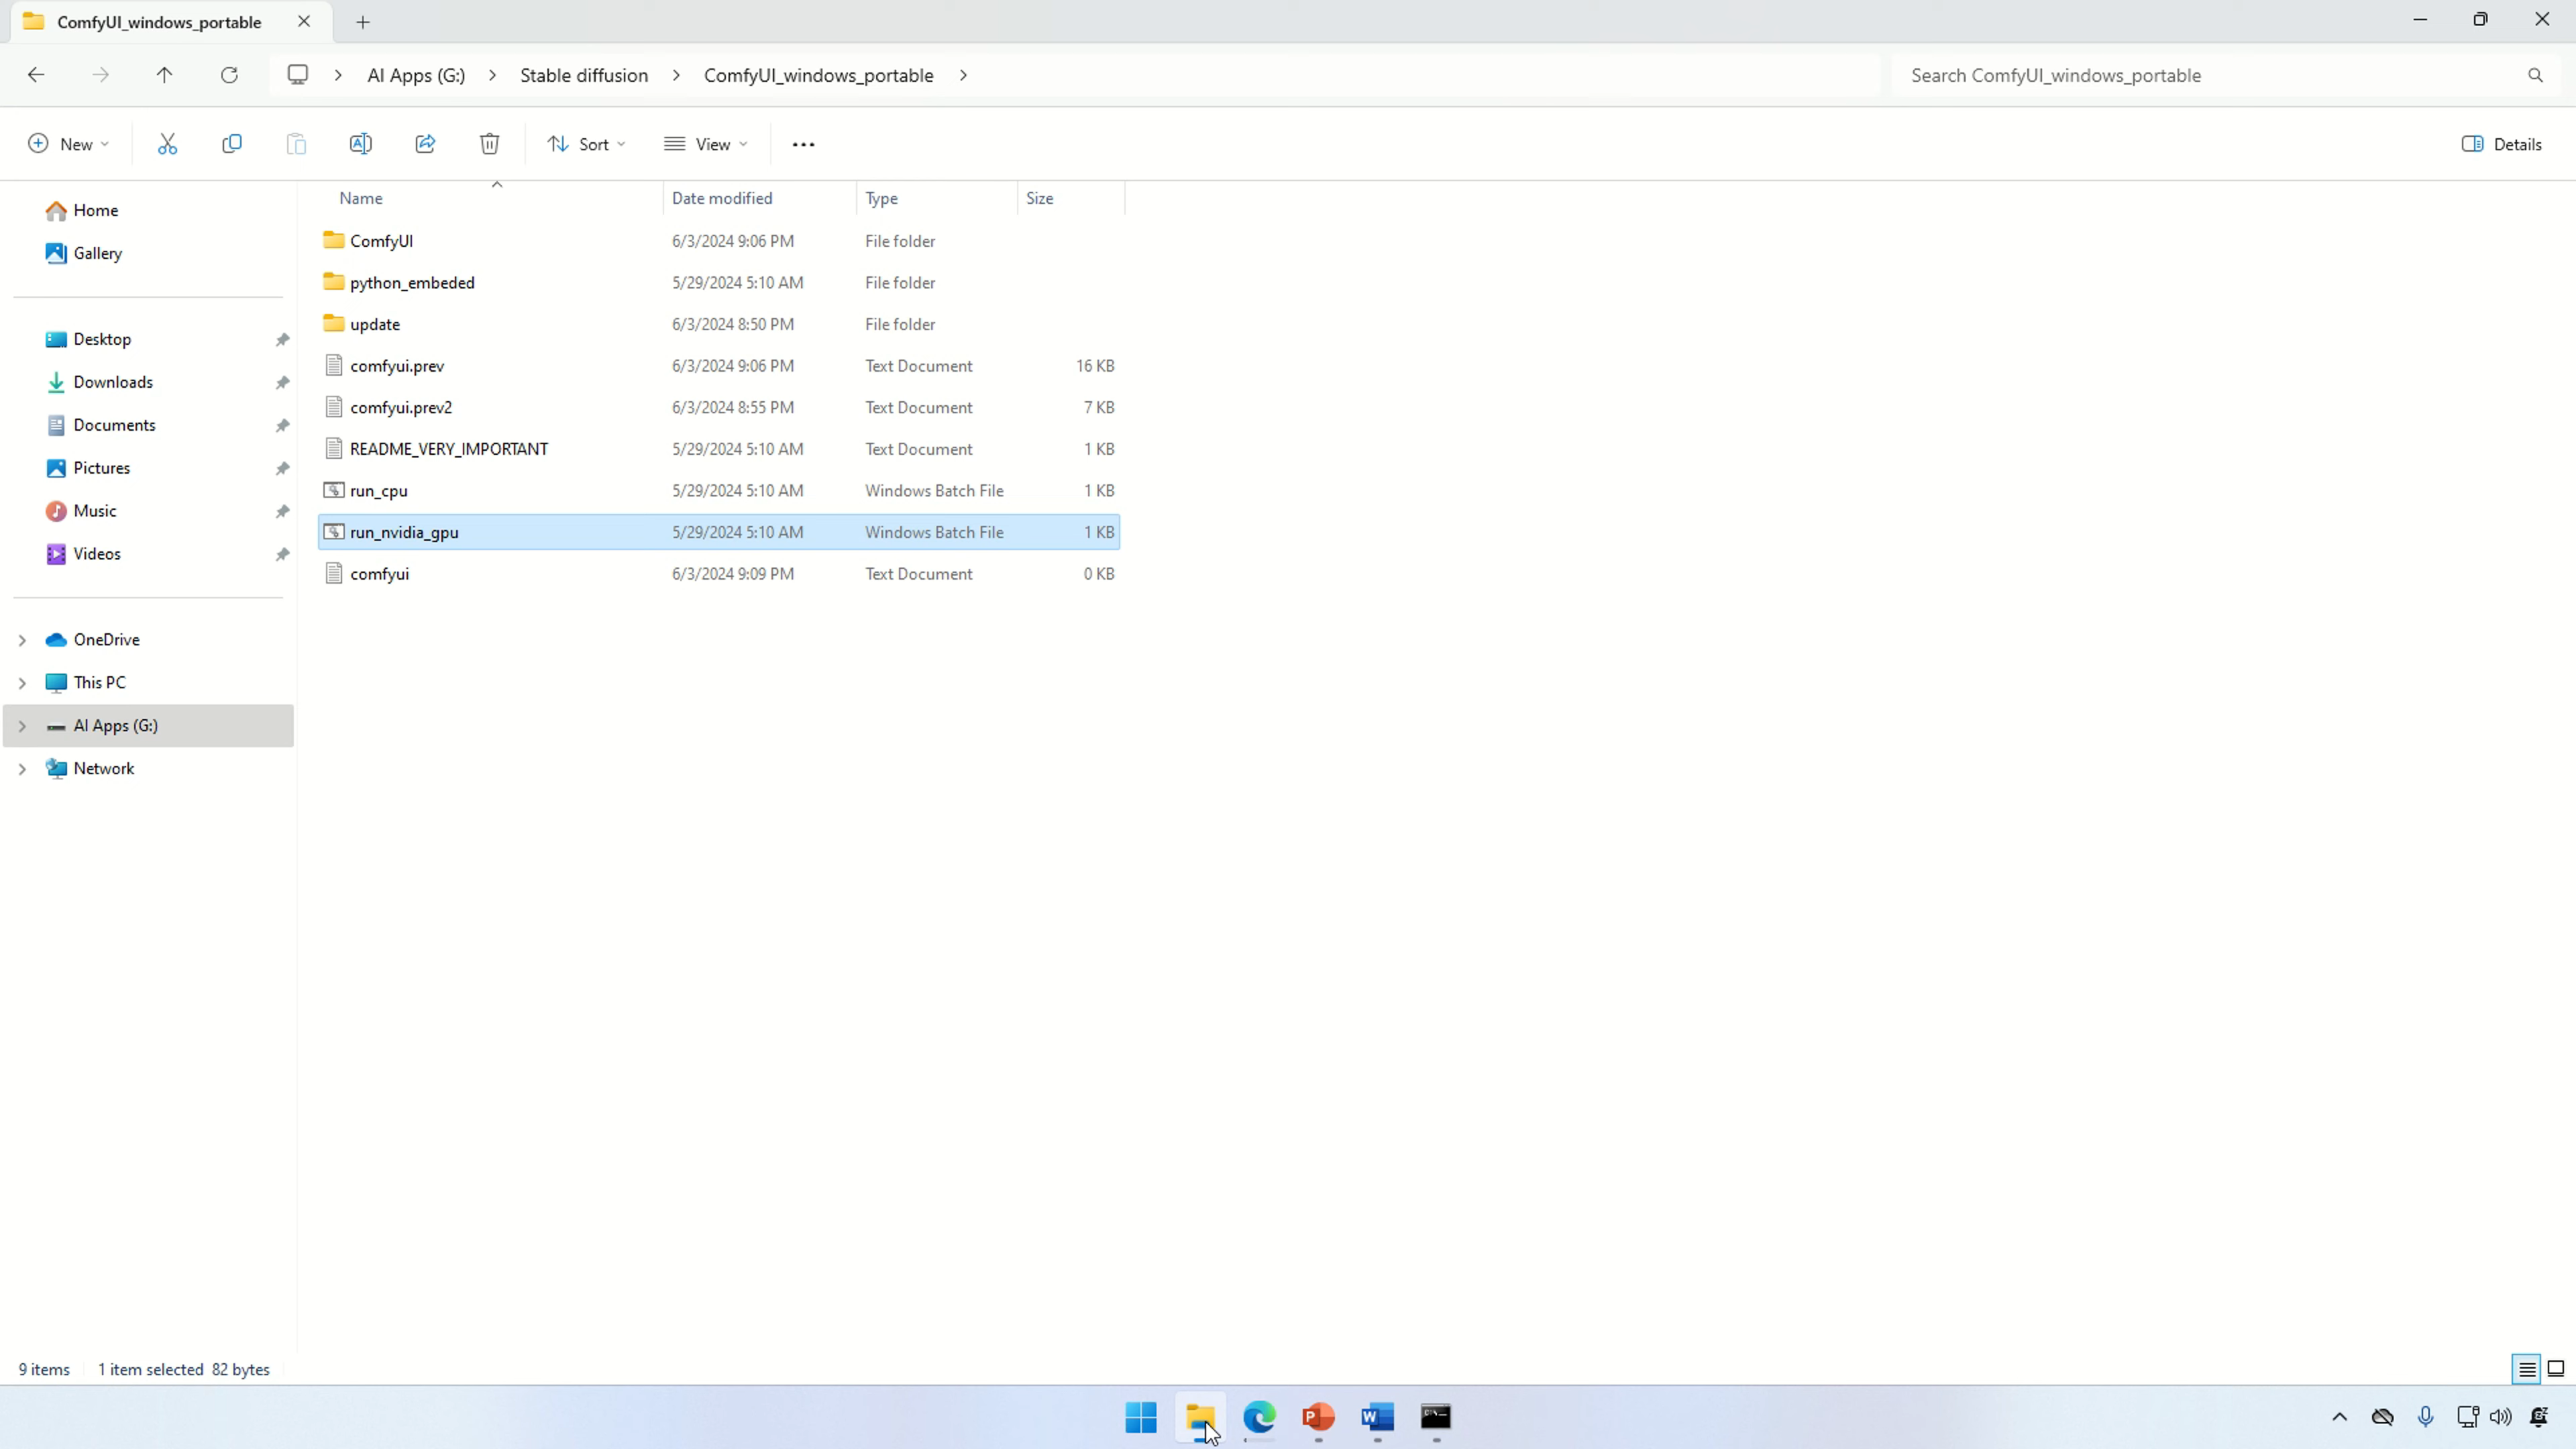 ComfyUI_windows_portable
AI Apps (G:) Stable diffusion ComfyUI_windows_portable Search ComfyUI_windows_portable
New Sort View Details
Home
Gallery
Desktop
Downloads
Documents
Pictures
Music
Videos
OneDrive
This PC
AI Apps (G:)
Network
Name Date modified Type Size
ComfyUI 6/3/2024 9:06 PM File folder
python_embeded 5/29/2024 5:10 AM File folder
update 6/3/2024 8:50 PM File folder
comfyui.prev 6/3/2024 9:06 PM Text Document 16 KB
comfyui.prev2 6/3/2024 8:55 PM Text Document 7 KB
README_VERY_IMPORTANT 5/29/2024 5:10 AM Text Document 1 KB
run_cpu 5/29/2024 5:10 AM Windows Batch File 1 KB
run_nvidia_gpu 5/29/2024 5:10 AM Windows Batch File 1 KB
comfyui 6/3/2024 9:09 PM Text Document 0 KB
9 items 1 item selected 82 bytes